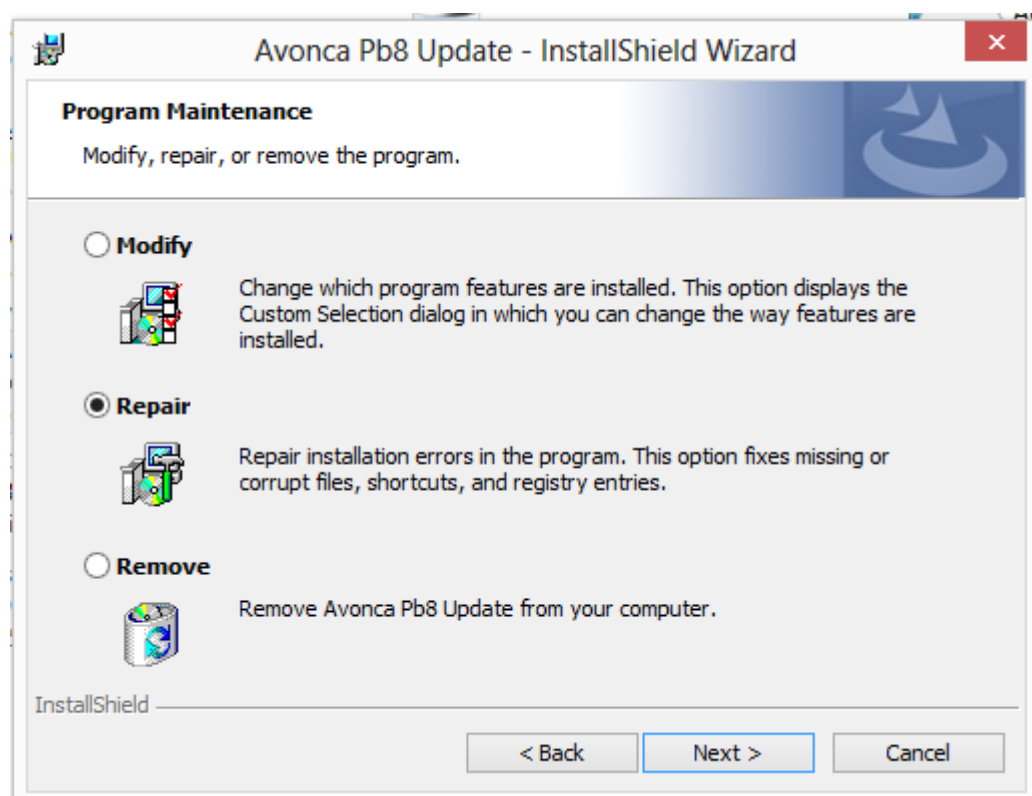 Avonca Pb8 Update - InstallShield Wizard
Program Maintenance
Modify, repair, or remove the program.
Modify
Change which program features are installed. This option displays the
Custom Selection dialog in which you can change the way features are
installed.
Repair
Repair installation errors in the program. This option fixes missing or
corrupt files, shortcuts, and registry entries.
Remove
Remove Avonca Pb8 Update from your computer.
InstallShield
< Back Next > Cancel